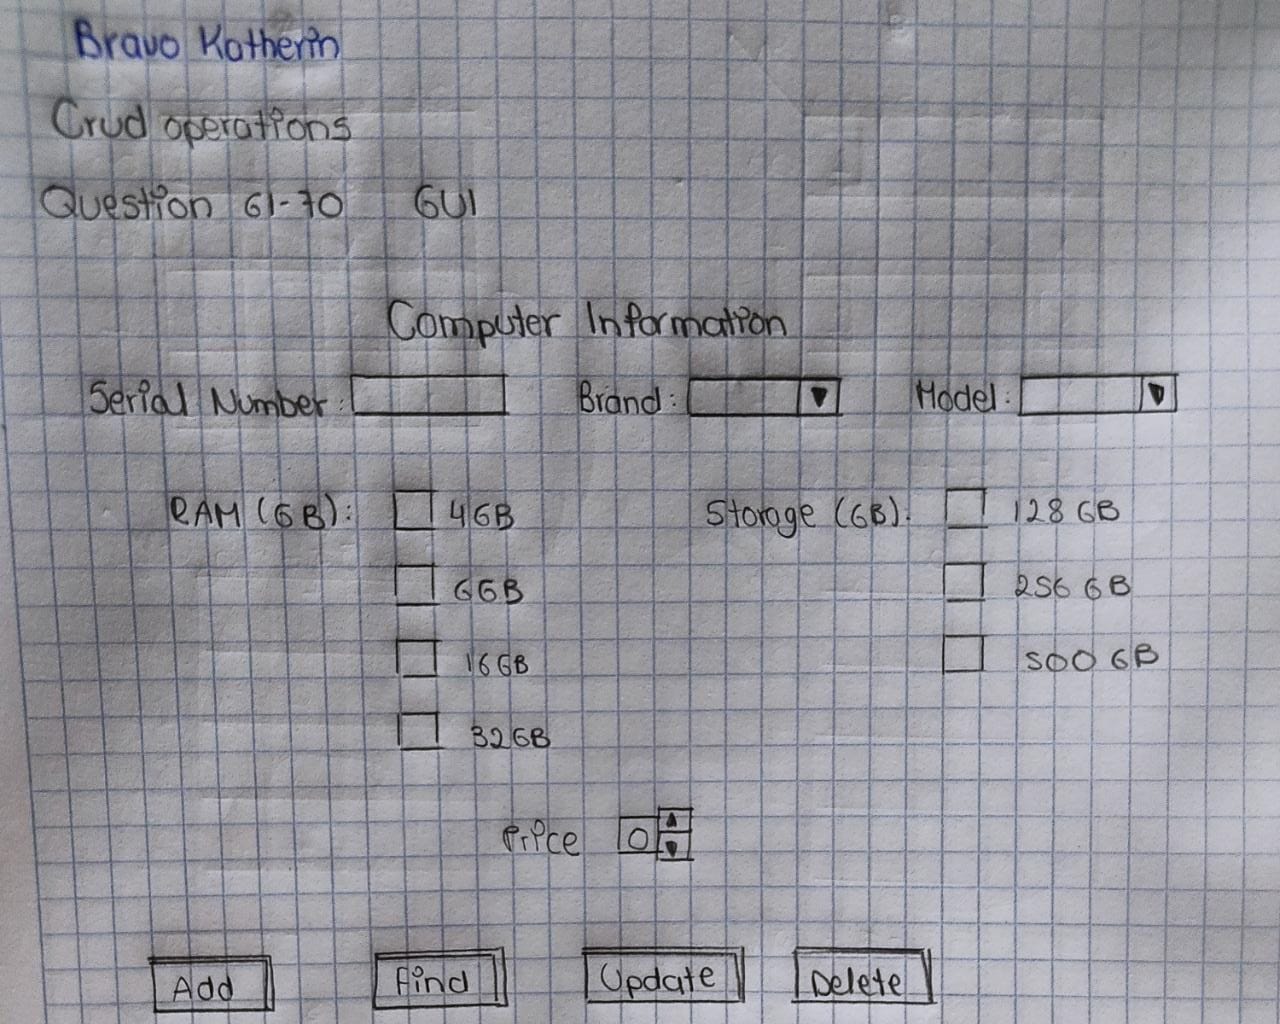 Bravo Katherin
Crud operations
Question 61-70 GUI
Computer Information
Serial Number: Brand: Model:
RAM (GB): 4GB Storage (GB): 128 GB
6GB 256 GB
16GB 500 GB
32GB
Price 0
Add Find Update Delete